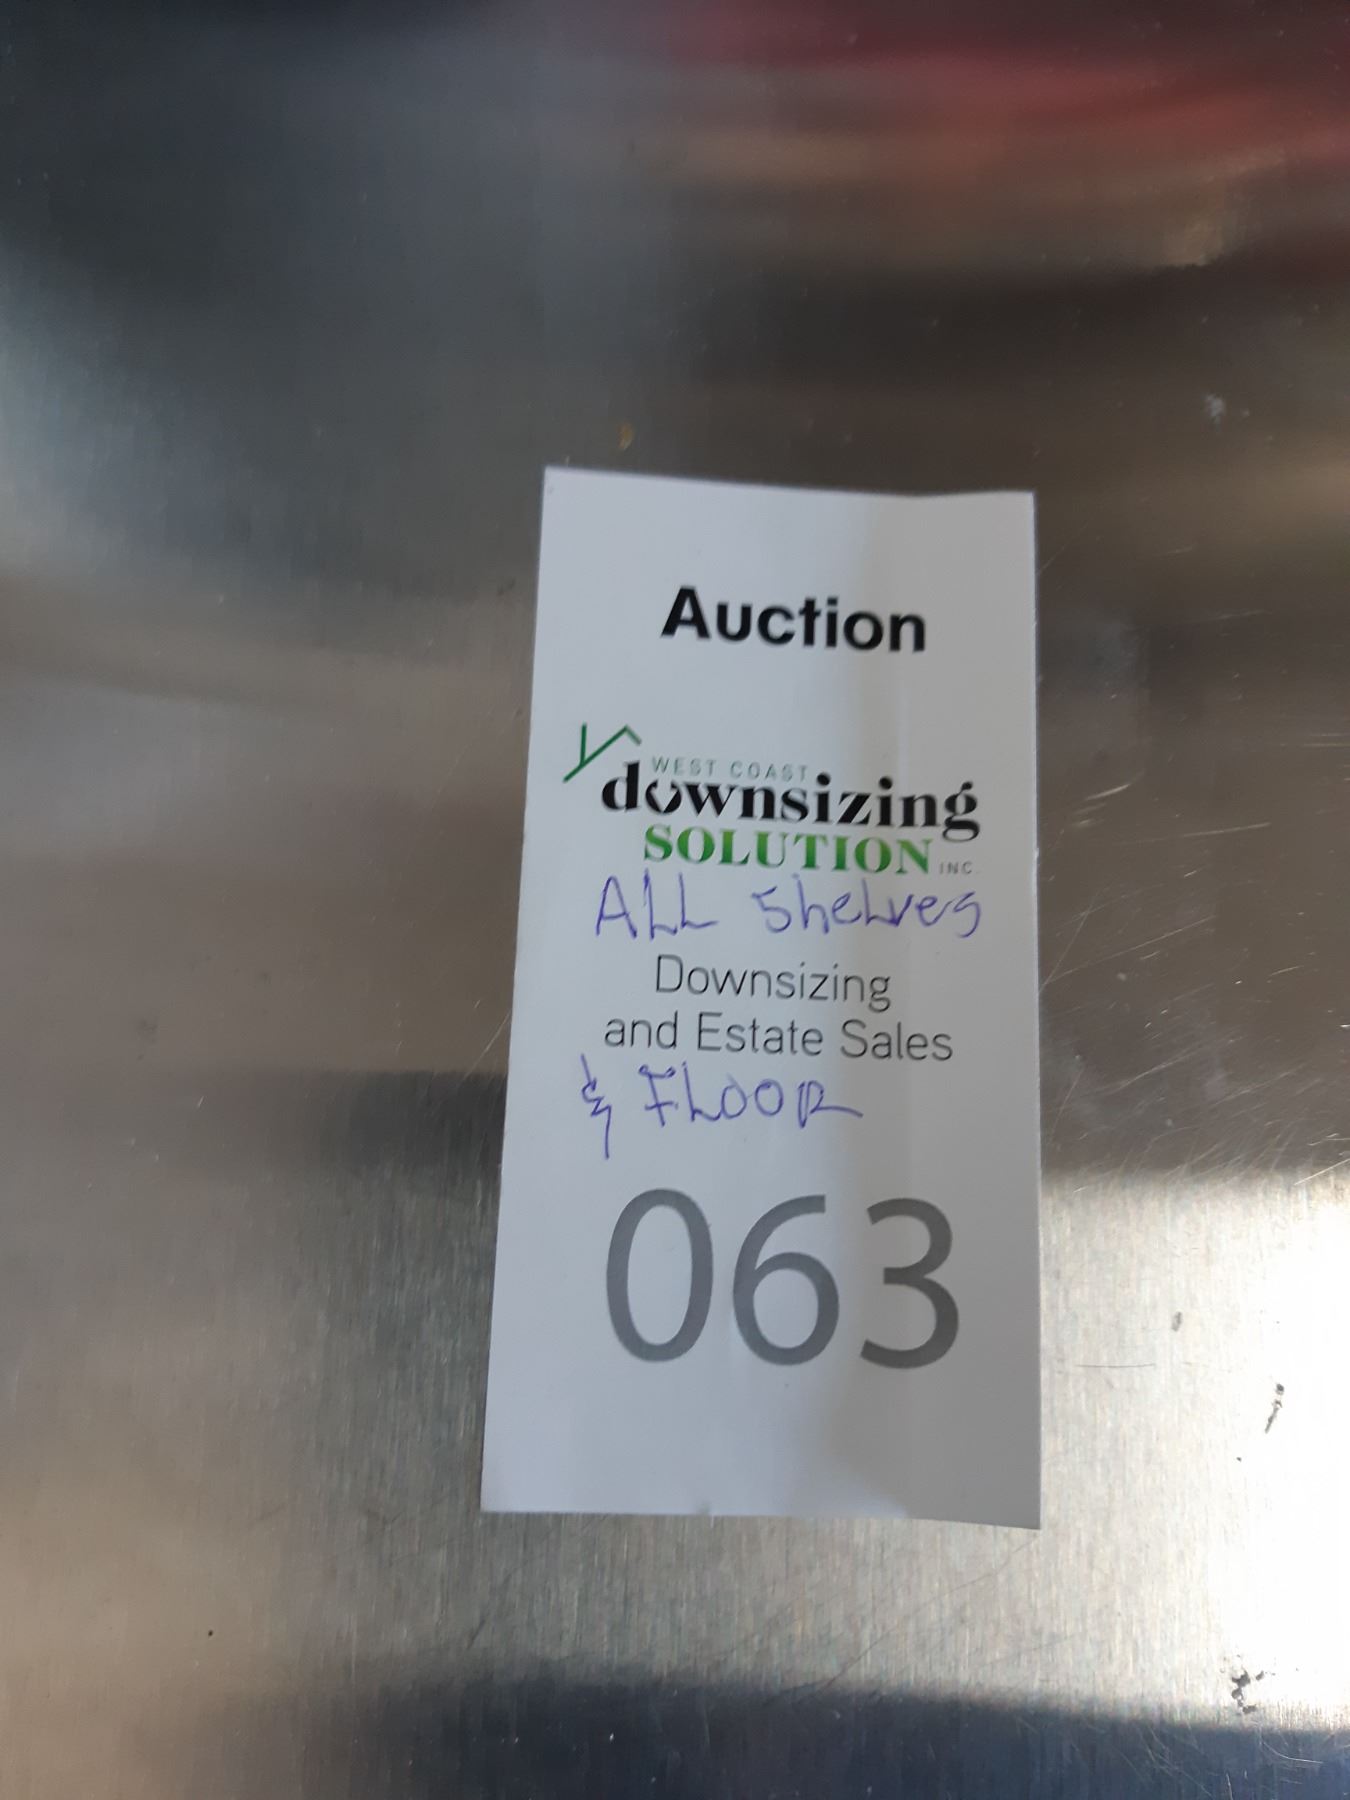 Auction
WEST COAST
downsizing
SOLUTION INC.
ALL Shelves
Downsizing
and Estate Sales
& FLOOR
063